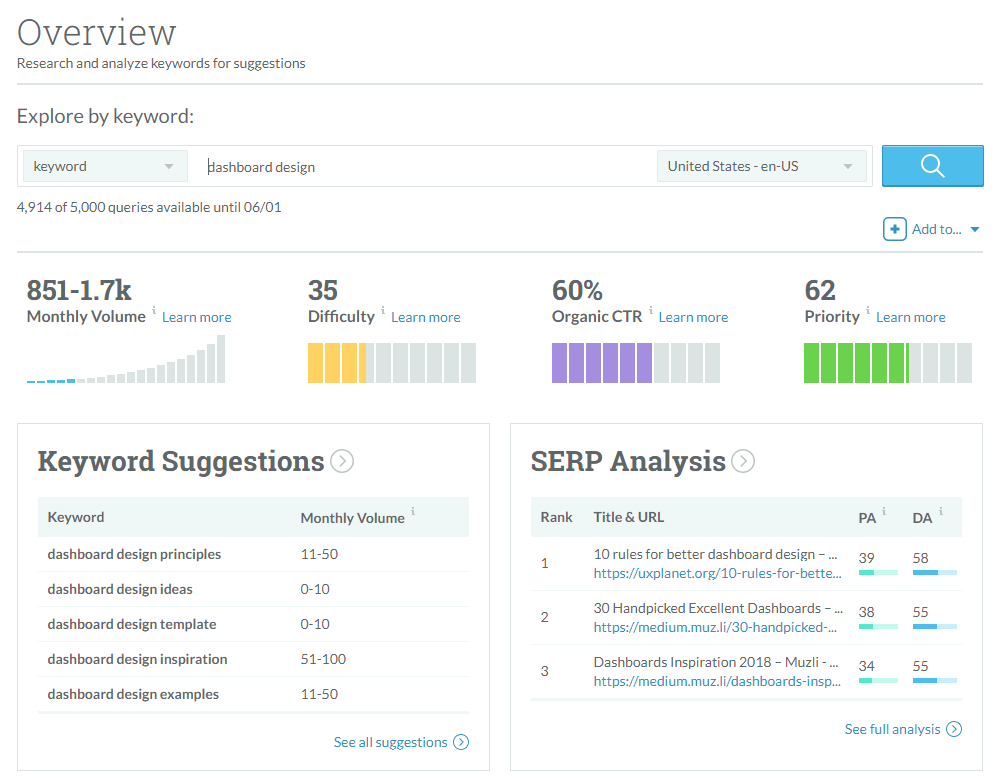 Overview
Research and analyze keywords for suggestions
Explore by keyword:
keyword
dashboard design
United States - en-US
4,914 of 5,000 queries available until 06/01
Add to...
851-1.7k
Monthly Volume i Learn more
35
Difficulty i Learn more
60%
Organic CTR i Learn more
62
Priority i Learn more
Keyword Suggestions
Keyword Monthly Volume i
dashboard design principles 11-50
dashboard design ideas 0-10
dashboard design template 0-10
dashboard design inspiration 51-100
dashboard design examples 11-50
See all suggestions
SERP Analysis
Rank Title & URL PA i DA i
1 10 rules for better dashboard design – ... 39 58
https://uxplanet.org/10-rules-for-bette...
2 30 Handpicked Excellent Dashboards – ... 38 55
https://medium.muz.li/30-handpicked-...
3 Dashboards Inspiration 2018 – Muzli - ... 34 55
https://medium.muz.li/dashboards-insp...
See full analysis